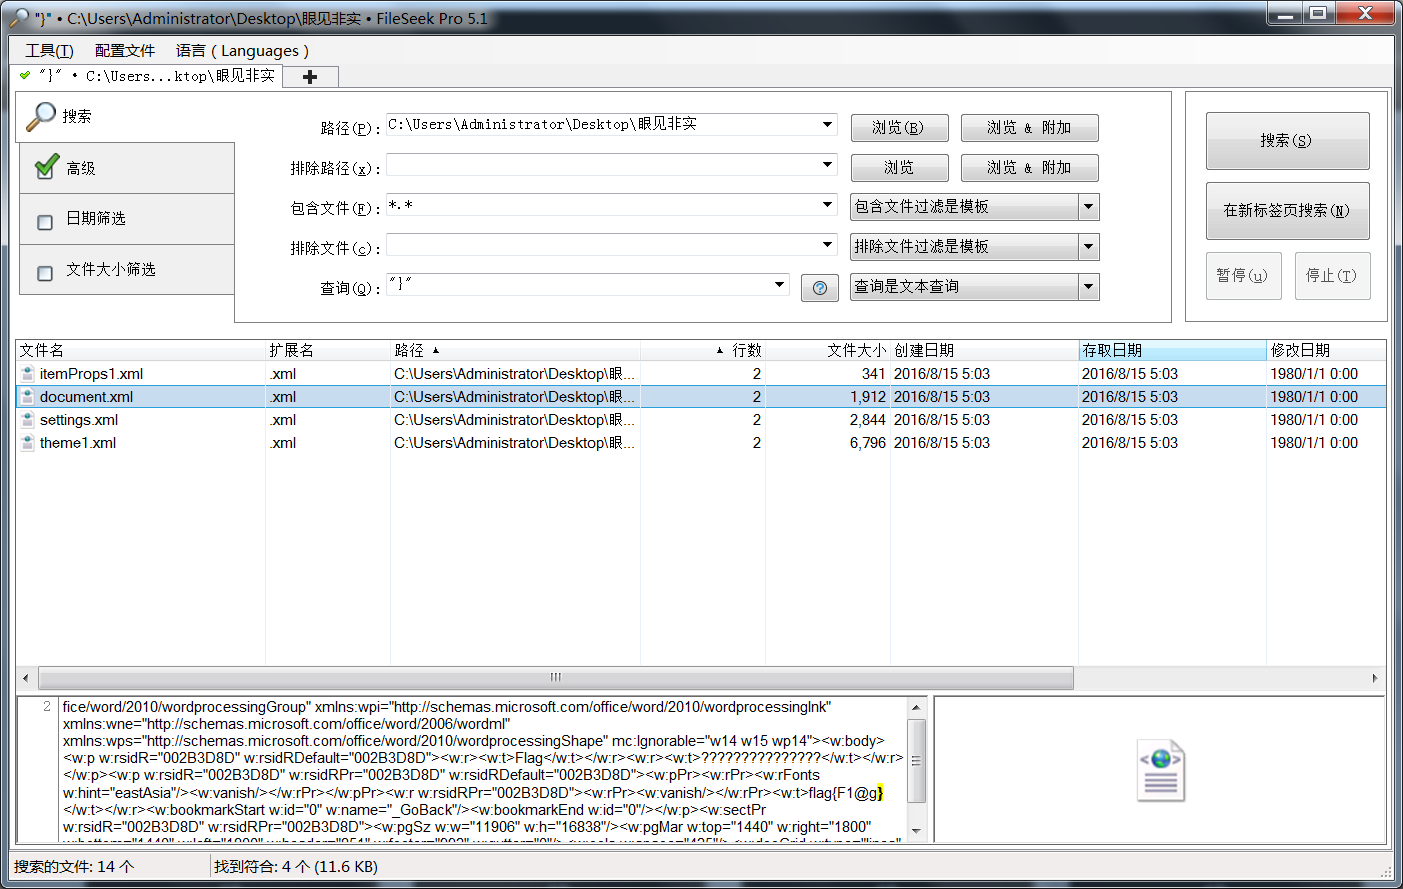 "}" • C:\Users\Administrator\Desktop\眼见非实 • FileSeek Pro 5.1
工具(T) 配置文件 语言 ( Languages )
"}" • C:\Users...ktop\眼见非实
搜索
高级
日期筛选
文件大小筛选
路径(P): C:\Users\Administrator\Desktop\眼见非实 浏览(B) 浏览 & 附加
排除路径(x): 浏览 浏览 & 附加
包含文件(F): *.* 包含文件过滤是模板
排除文件(c): 排除文件过滤是模板
查询(Q): "}" 查询是文本查询
搜索(S)
在新标签页搜索(N)
暂停(u) 停止(T)
文件名 扩展名 路径 行数 文件大小 创建日期 存取日期 修改日期
itemProps1.xml .xml C:\Users\Administrator\Desktop\眼... 2 341 2016/8/15 5:03 2016/8/15 5:03 1980/1/1 0:00
document.xml .xml C:\Users\Administrator\Desktop\眼... 2 1,912 2016/8/15 5:03 2016/8/15 5:03 1980/1/1 0:00
settings.xml .xml C:\Users\Administrator\Desktop\眼... 2 2,844 2016/8/15 5:03 2016/8/15 5:03 1980/1/1 0:00
theme1.xml .xml C:\Users\Administrator\Desktop\眼... 2 6,796 2016/8/15 5:03 2016/8/15 5:03 1980/1/1 0:00
2 fice/word/2010/wordprocessingGroup" xmlns:wpi="http://schemas.microsoft.com/office/word/2010/wordprocessingInk"
xmlns:wne="http://schemas.microsoft.com/office/word/2006/wordml"
xmlns:wps="http://schemas.microsoft.com/office/word/2010/wordprocessingShape" mc:Ignorable="w14 w15 wp14"><w:body>
<w:p w:rsidR="002B3D8D" w:rsidRDefault="002B3D8D"><w:r><w:t>Flag</w:t></w:r><w:r><w:t>???????????????</w:t></w:r>
</w:p><w:p w:rsidR="002B3D8D" w:rsidRPr="002B3D8D" w:rsidRDefault="002B3D8D"><w:pPr><w:rPr><w:rFonts
w:hint="eastAsia"/><w:vanish/></w:rPr></w:pPr><w:r w:rsidRPr="002B3D8D"><w:rPr><w:vanish/></w:rPr><w:t>flag{F1@g}
</w:t></w:r><w:bookmarkStart w:id="0" w:name="_GoBack"/><w:bookmarkEnd w:id="0"/></w:p><w:sectPr
w:rsidR="002B3D8D" w:rsidRPr="002B3D8D"><w:pgSz w:w="11906" w:h="16838"/><w:pgMar w:top="1440" w:right="1800"
搜索的文件: 14 个 找到符合: 4 个 (11.6 KB)